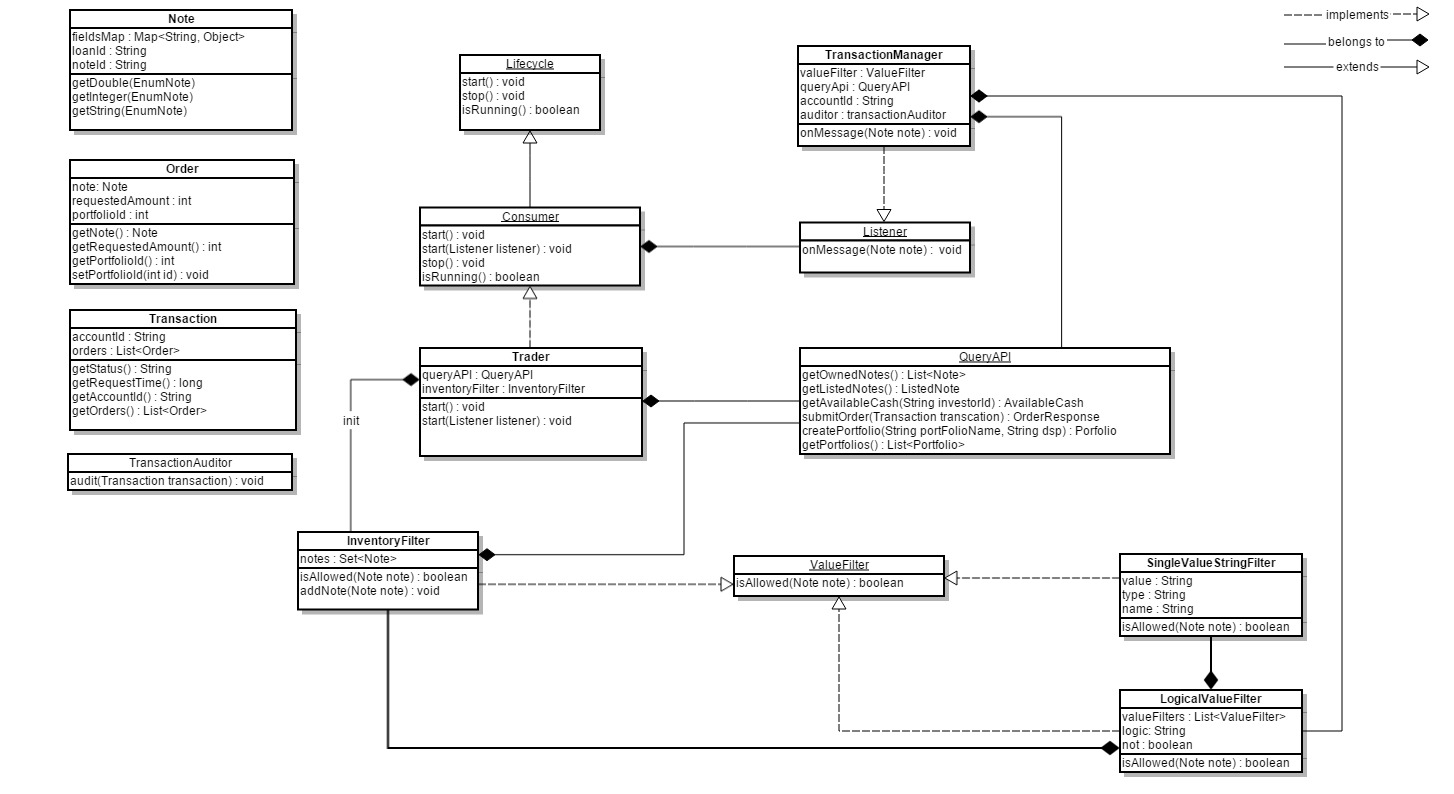 Note
fieldsMap : Map<String, Object>
loanId : String
noteId : String
getDouble(EnumNote)
getInteger(EnumNote)
getString(EnumNote)
Order
note: Note
requestedAmount : int
portfolioId : int
getNote() : Note
getRequestedAmount() : int
getPortfolioId() : int
setPortfolioId(int id) : void
Transaction
accountId : String
orders : List<Order>
getStatus() : String
getRequestTime() : long
getAccountId() : String
getOrders() : List<Order>
TransactionAuditor
audit(Transaction transaction) : void
Lifecycle
start() : void
stop() : void
isRunning() : boolean
Consumer
start() : void
start(Listener listener) : void
stop() : void
isRunning() : boolean
Trader
queryAPI : QueryAPI
inventoryFilter : InventoryFilter
start() : void
start(Listener listener) : void
init
InventoryFilter
notes : Set<Note>
isAllowed(Note note) : boolean
addNote(Note note) : void
TransactionManager
valueFilter : ValueFilter
queryApi : QueryAPI
accountId : String
auditor : transactionAuditor
onMessage(Note note) : void
Listener
onMessage(Note note) : void
QueryAPI
getOwnedNotes() : List<Note>
getListedNotes() : ListedNote
getAvailableCash(String investorId) : AvailableCash
submitOrder(Transaction transcation) : OrderResponse
createPortfolio(String portFolioName, String dsp) : Porfolio
getPortfolios() : List<Portfolio>
ValueFilter
isAllowed(Note note) : boolean
SingleValueStringFilter
value : String
type : String
name : String
isAllowed(Note note) : boolean
LogicalValueFilter
valueFilters : List<ValueFilter>
logic: String
not : boolean
isAllowed(Note note) : boolean
implements
belongs to
extends